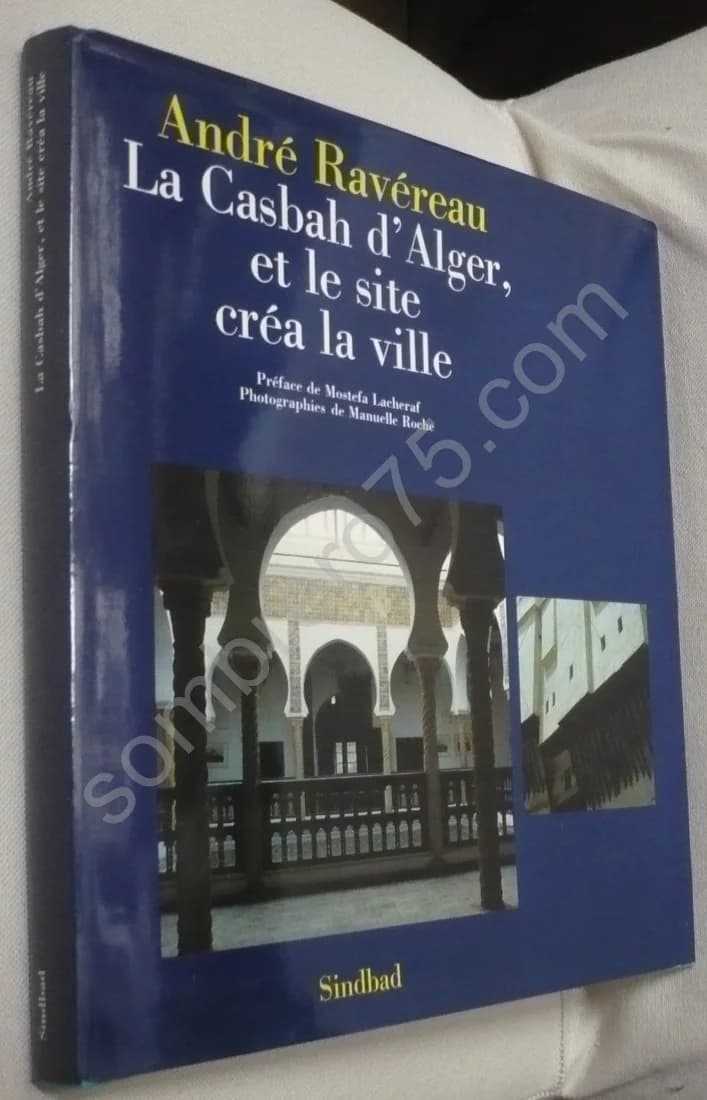 André Ravéreau
La Casbah d'Alger,
et le site
créa la ville
Préface de Mostefa Lacheraf
Photographies de Manuelle Roche
Sindbad
André Ravéreau
La Casbah d'Alger, et le site créa la ville
Sindbad